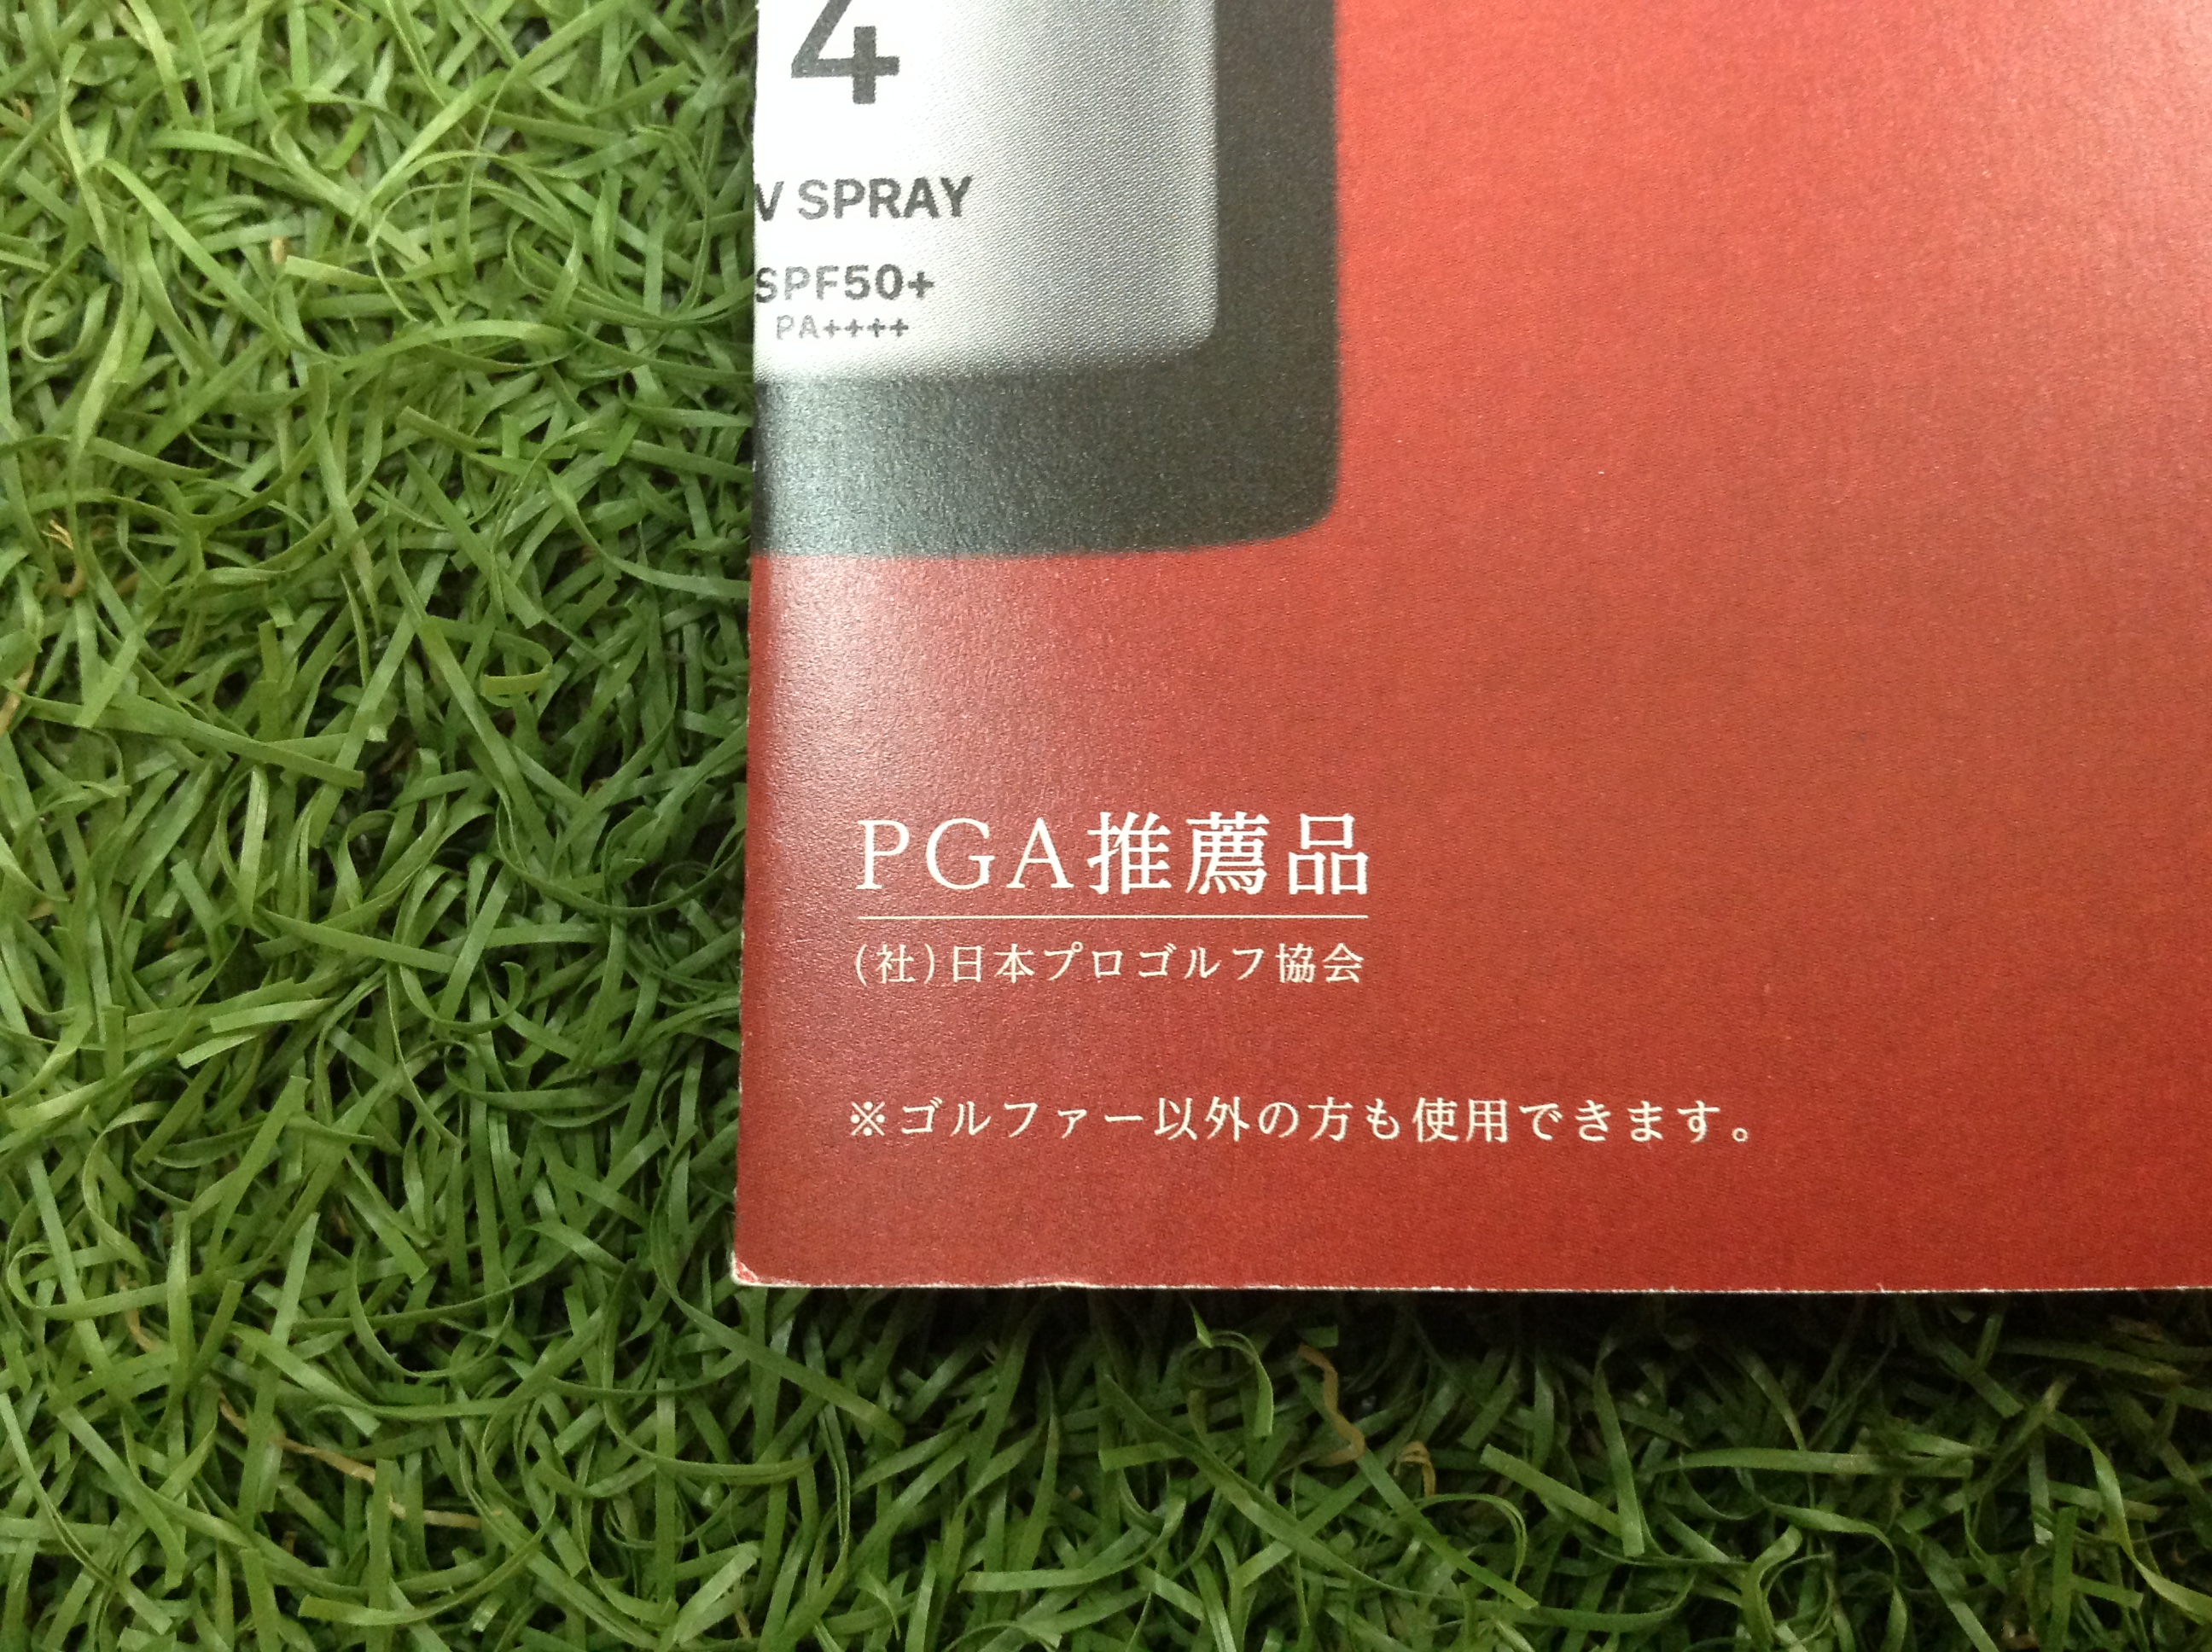 4
V SPRAY
SPF50+
PA++++
PGA推薦品
(社)日本プロゴルフ協会
※ゴルファー以外の方も使用できます。